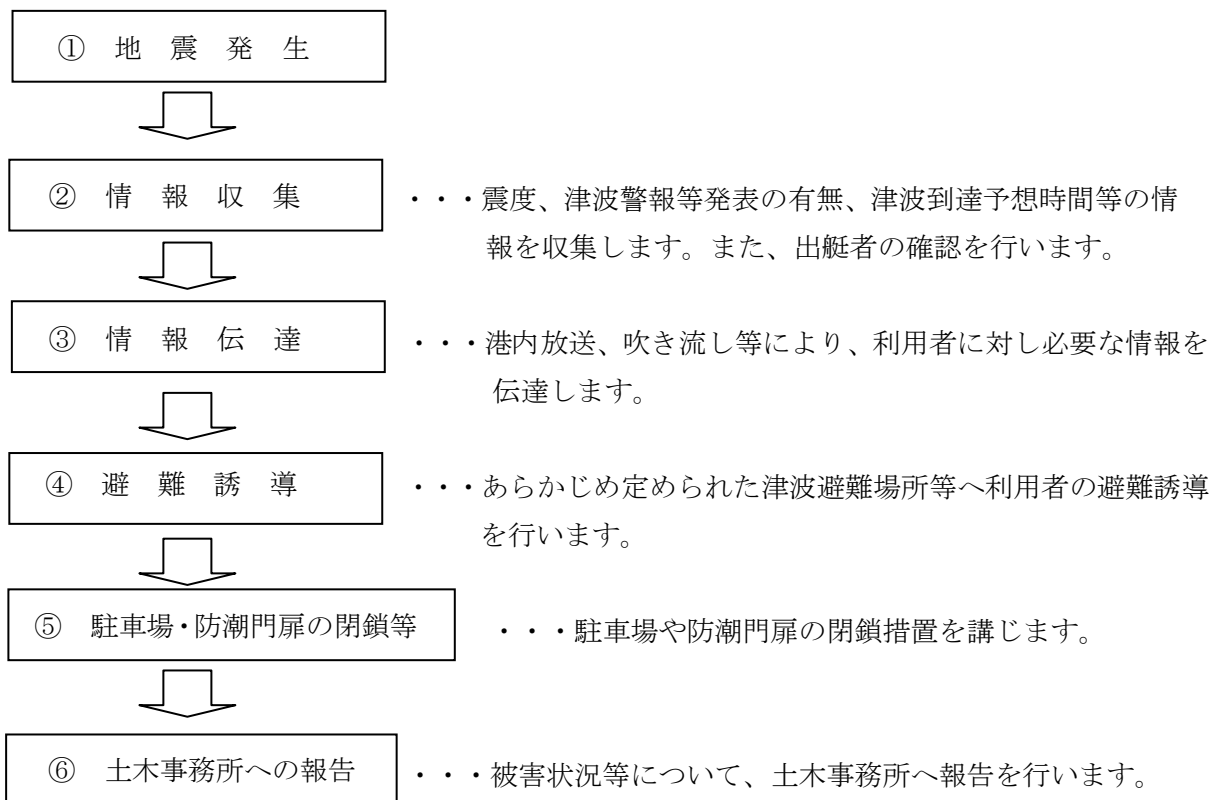 ① 地 震 発 生
② 情 報 収 集 ・・・震度、津波警報等発表の有無、津波到達予想時間等の情
報を収集します。また、出艇者の確認を行います。
③ 情 報 伝 達 ・・・港内放送、吹き流し等により、利用者に対し必要な情報を
伝達します。
④ 避 難 誘 導 ・・・あらかじめ定められた津波避難場所等へ利用者の避難誘導
を行います。
⑤ 駐車場・防潮門扉の閉鎖等 ・・・駐車場や防潮門扉の閉鎖措置を講じます。
⑥ 土木事務所への報告 ・・・被害状況等について、土木事務所へ報告を行います。